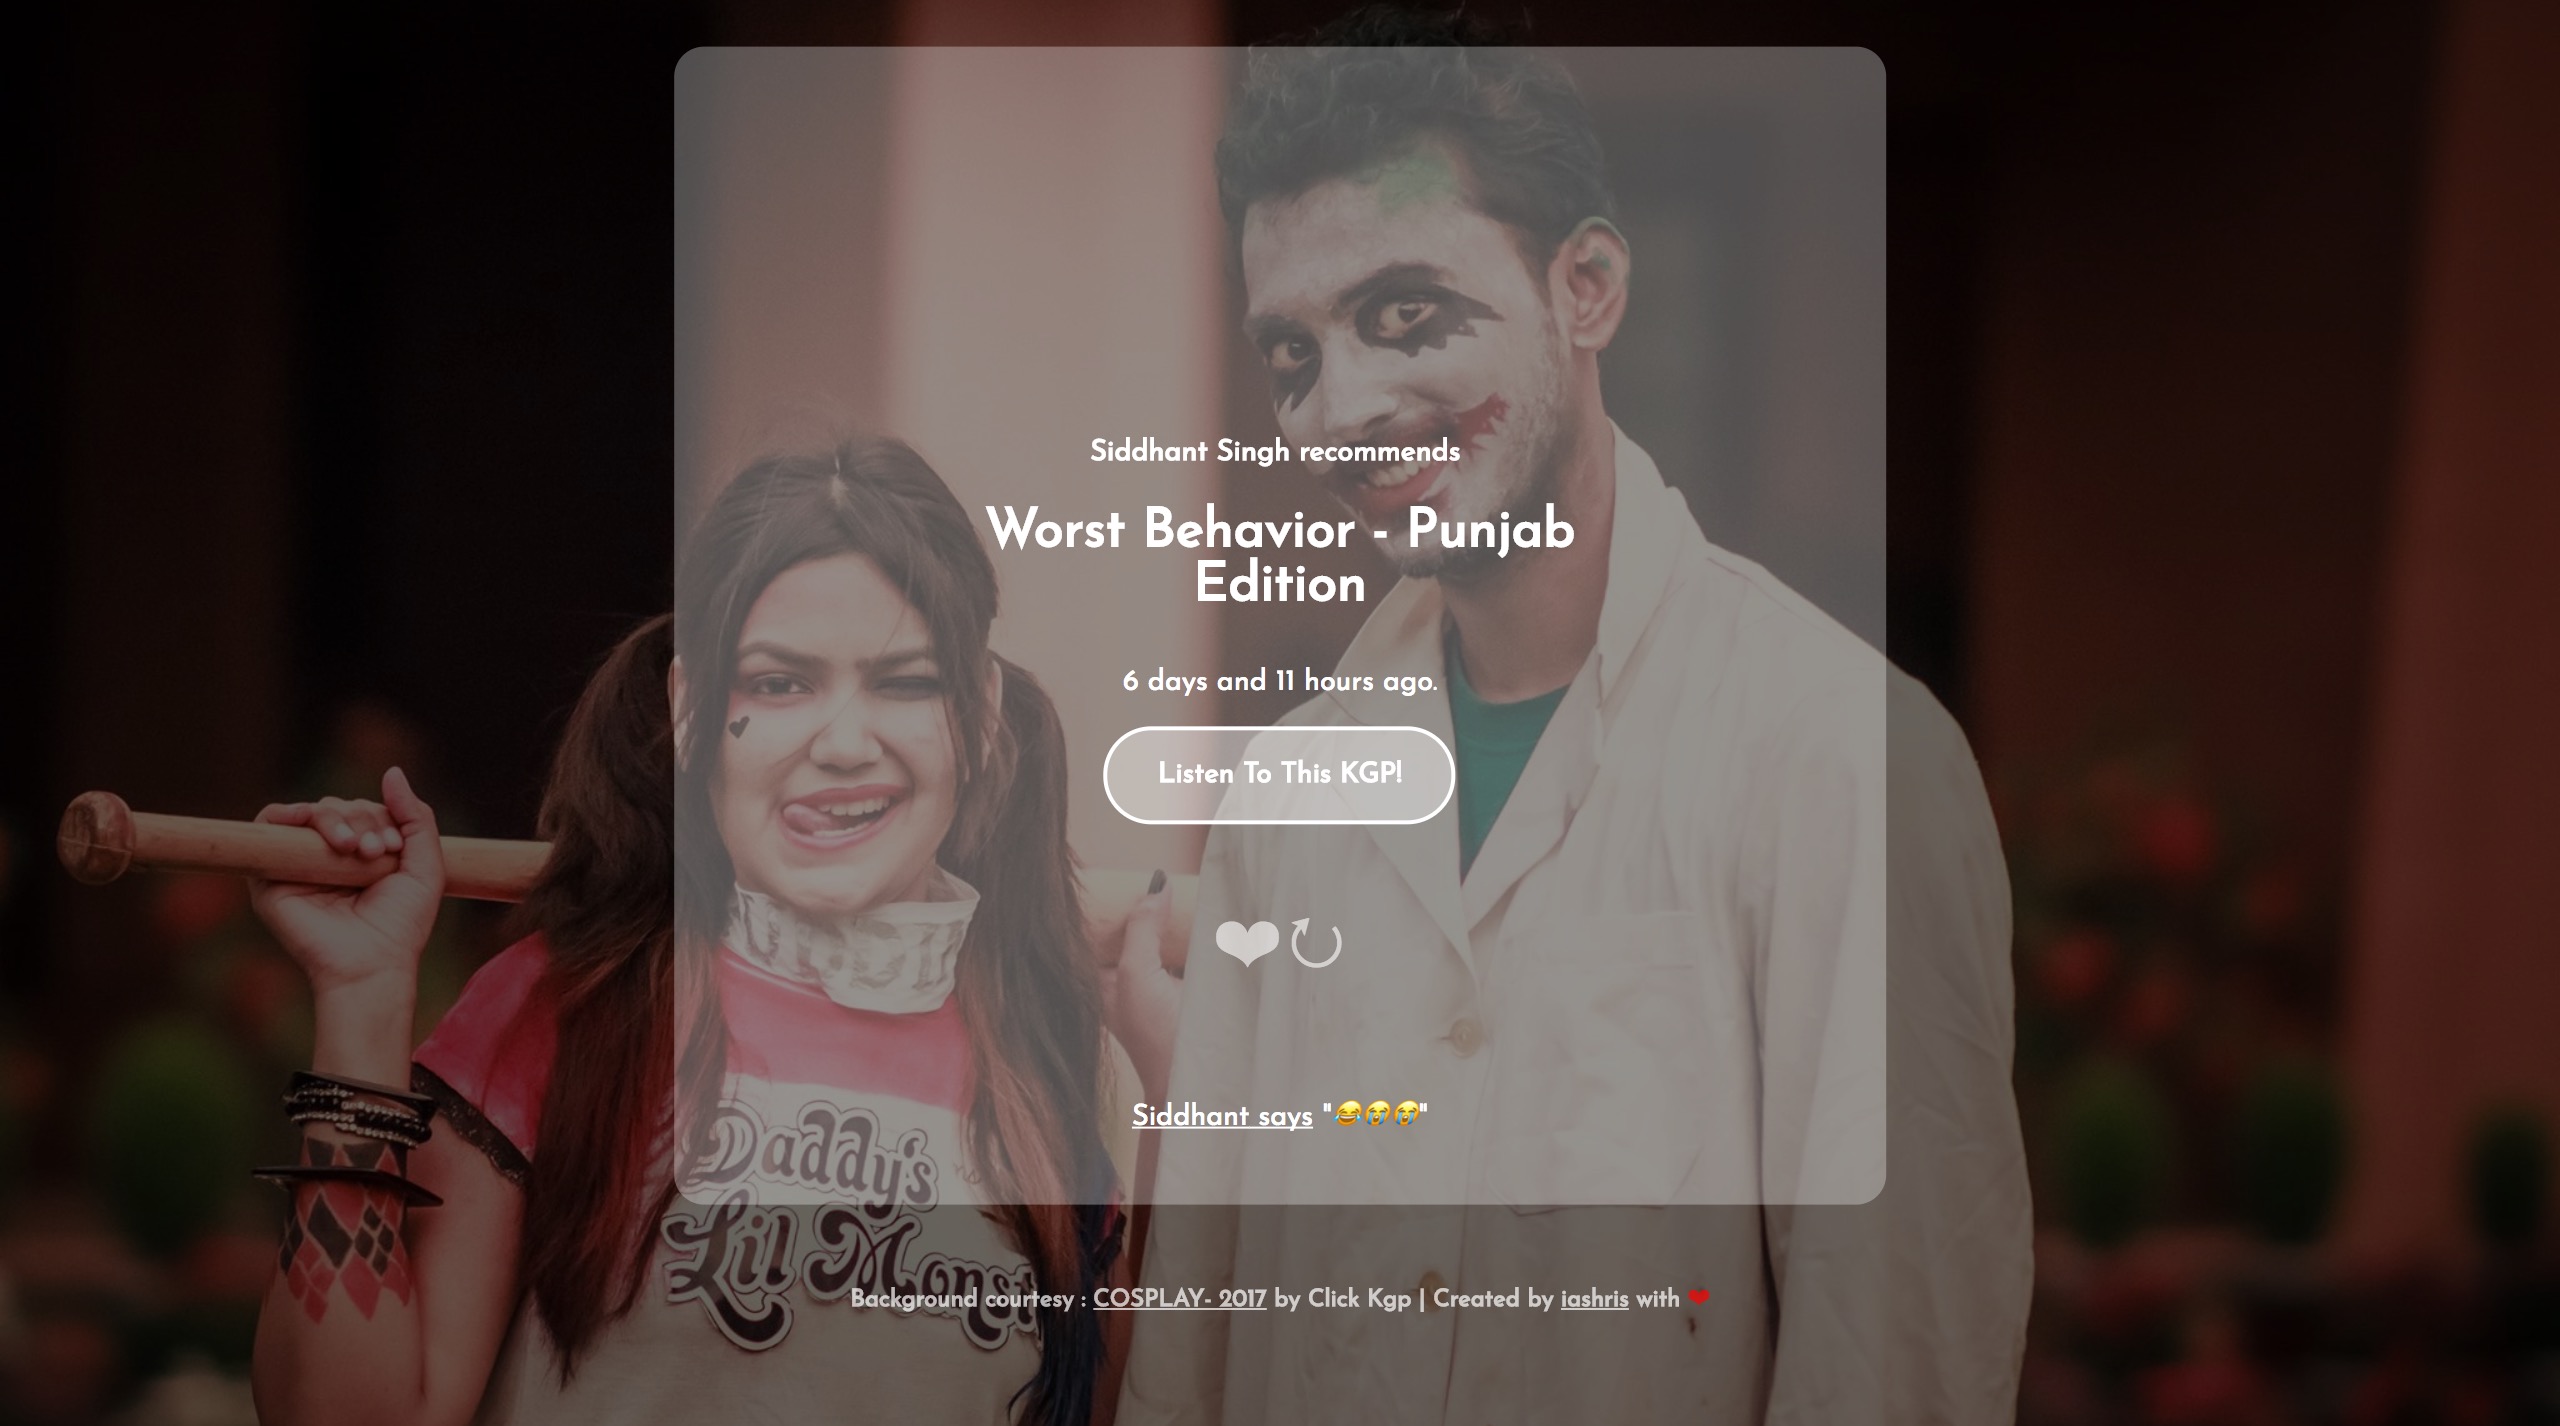 Siddhant Singh recommends
Worst Behavior - Punjab
Edition
6 days and 11 hours ago.
Listen To This KGP!
Siddhant says "😂😭😭"
Daddy's
Lil Monst
Background courtesy : COSPLAY- 2017 by Click Kgp | Created by iashris with ❤